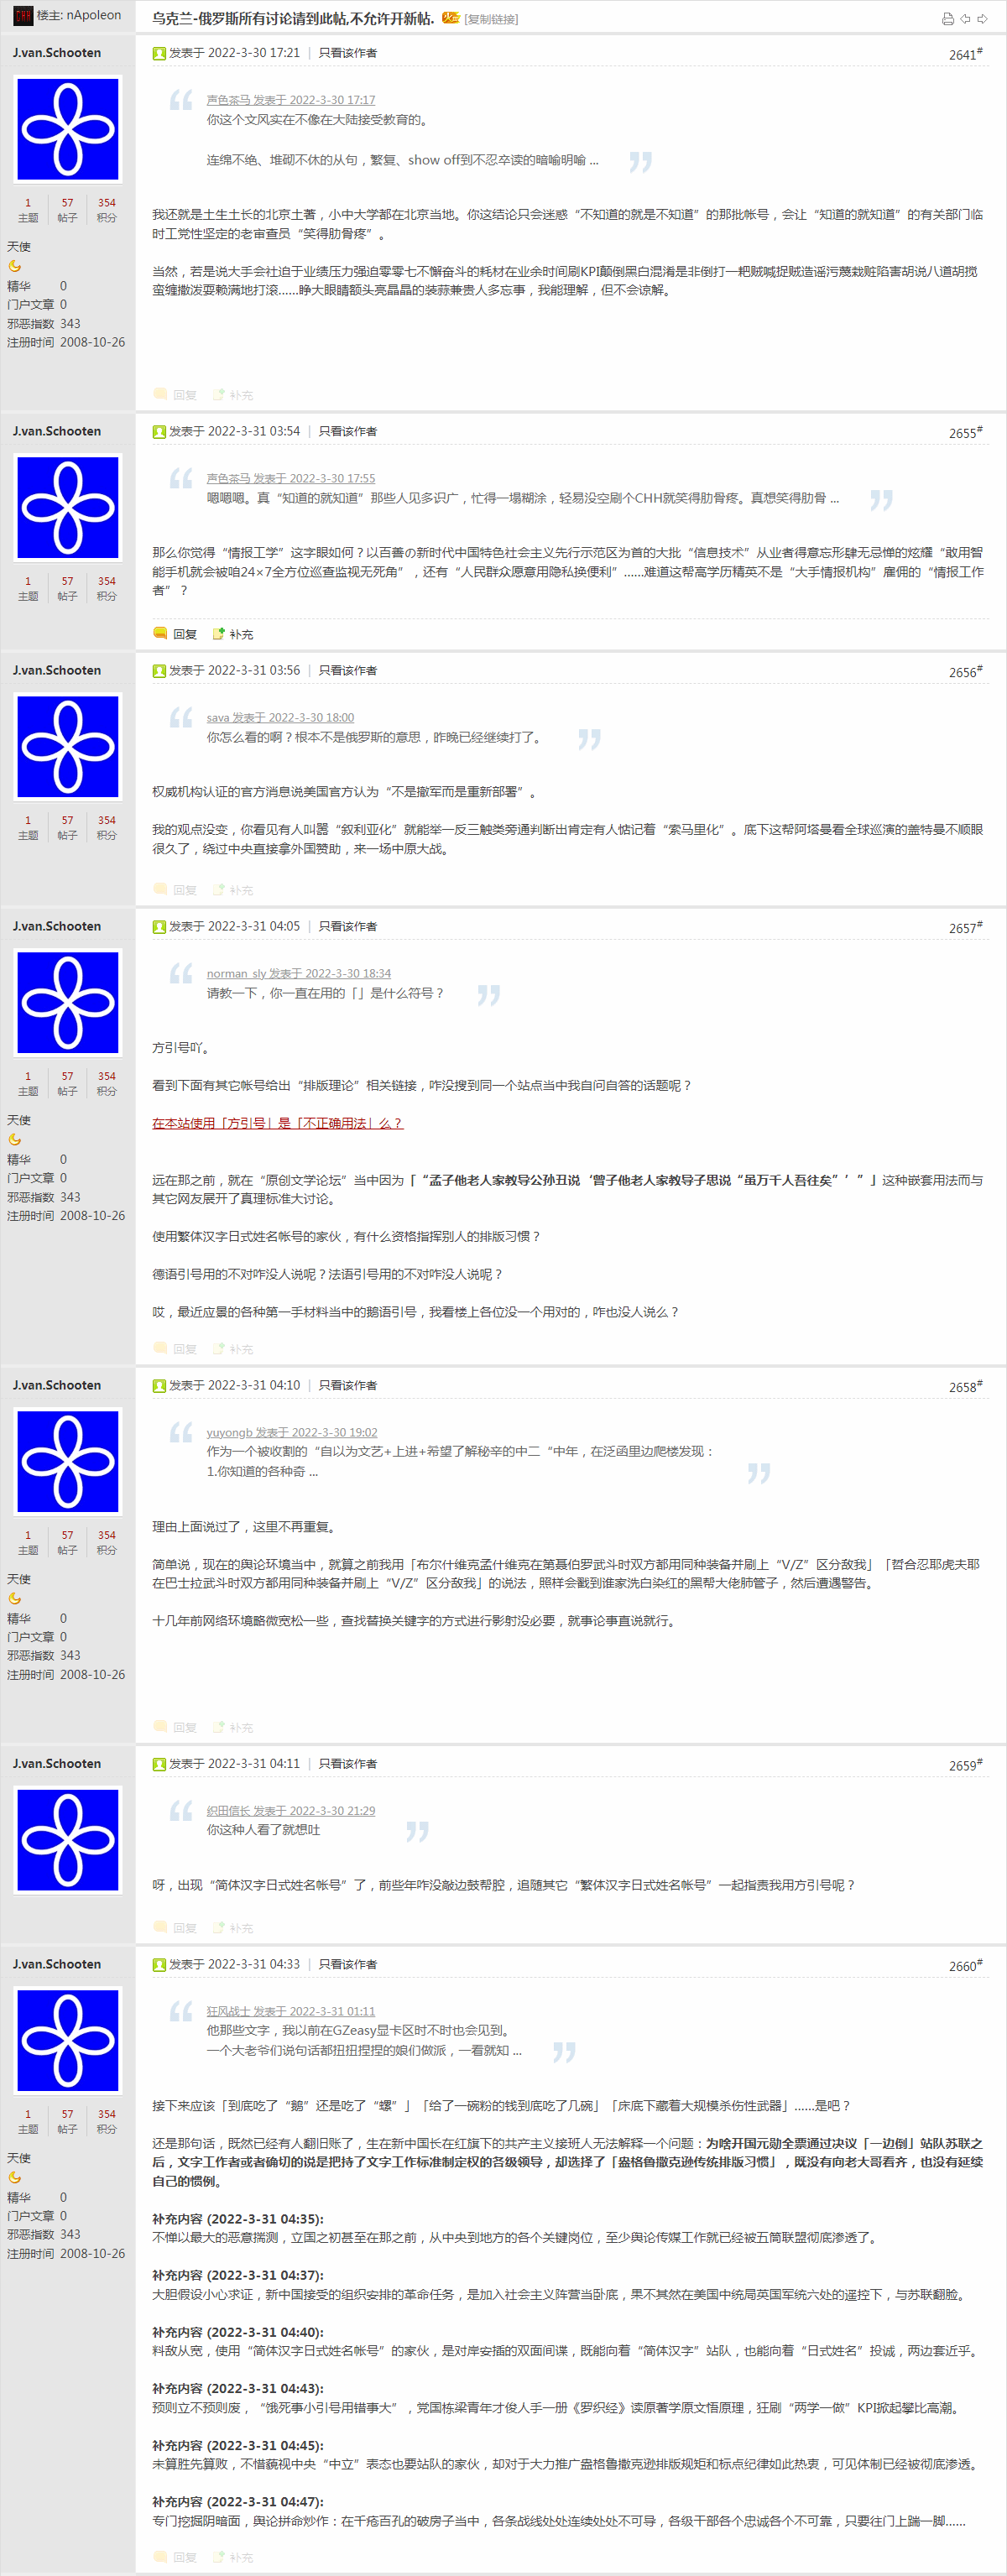 楼主: nApoleon
乌克兰-俄罗斯所有讨论请到此帖,不允许开新帖. [复制链接]
J.van.Schooten
发表于 2022-3-30 17:21 | 只看该作者
2641#
声色茶马 发表于 2022-3-30 17:17
你这个文风实在不像在大陆接受教育的。
连绵不绝、堆砌不休的从句，繁复、show off到不忍卒读的暗喻明喻 ...
1 57 354
主题 帖子 积分
天使
精华 0
门户文章 0
邪恶指数 343
注册时间 2008-10-26
我还就是土生土长的北京土著，小中大学都在北京当地。你这结论只会迷惑“不知道的就是不知道”的那批帐号，会让“知道的就知道”的有关部门临
时工党性坚定的老审查员“笑得肋骨疼”。
当然，若是说大手会社迫于业绩压力强迫零零七不懈奋斗的耗材在业余时间刷KPI颠倒黑白混淆是非倒打一耙贼喊捉贼造谣污蔑栽赃陷害胡说八道胡搅
蛮缠撒泼耍赖满地打滚……睁大眼睛额头亮晶晶的装蒜兼贵人多忘事，我能理解，但不会谅解。
回复 补充
J.van.Schooten
发表于 2022-3-31 03:54 | 只看该作者
2655#
声色茶马 发表于 2022-3-30 17:55
嗯嗯嗯。真“知道的就知道”那些人见多识广，忙得一塌糊涂，轻易没空刷个CHH就笑得肋骨疼。真想笑得肋骨 ...
1 57 354
主题 帖子 积分
那么你觉得“情报工学”这字眼如何？以百善の新时代中国特色社会主义先行示范区为首的大批“信息技术”从业者得意忘形肆无忌惮的炫耀“敢用智
能手机就会被咱24×7全方位巡查监视无死角”，还有“人民群众愿意用隐私换便利”……难道这帮高学历精英不是“大手情报机构”雇佣的“情报工作
者”？
回复 补充
J.van.Schooten
发表于 2022-3-31 03:56 | 只看该作者
2656#
sava 发表于 2022-3-30 18:00
你怎么看的啊？根本不是俄罗斯的意思，昨晚已经继续打了。
1 57 354
主题 帖子 积分
权威机构认证的官方消息说美国官方认为“不是撤军而是重新部署”。
我的观点没变，你看见有人叫嚣“叙利亚化”就能举一反三触类旁通判断出肯定有人惦记着“索马里化”。底下这帮阿塔曼看全球巡演的盖特曼不顺眼
很久了，绕过中央直接拿外国赞助，来一场中原大战。
回复 补充
J.van.Schooten
发表于 2022-3-31 04:05 | 只看该作者
2657#
norman_sly 发表于 2022-3-30 18:34
请教一下，你一直在用的「」是什么符号？
1 57 354
主题 帖子 积分
天使
精华 0
门户文章 0
邪恶指数 343
注册时间 2008-10-26
方引号吖。
看到下面有其它帐号给出“排版理论”相关链接，咋没搜到同一个站点当中我自问自答的话题呢？
在本站使用「方引号」是「不正确用法」么？
远在那之前，就在“原创文学论坛”当中因为「“孟子他老人家教导公孙丑说‘曾子他老人家教导子思说“虽万千人吾往矣”’”」这种嵌套用法而与
其它网友展开了真理标准大讨论。
使用繁体汉字日式姓名帐号的家伙，有什么资格指挥别人的排版习惯？
德语引号用的不对咋没人说呢？法语引号用的不对咋没人说呢？
哎，最近应景的各种第一手材料当中的鹅语引号，我看楼上各位没一个用对的，咋也没人说么？
回复 补充
J.van.Schooten
发表于 2022-3-31 04:10 | 只看该作者
2658#
yuyongb 发表于 2022-3-30 19:02
作为一个被收割的“自以为文艺+上进+希望了解秘辛的中二“中年，在泛函里边爬楼发现：
1.你知道的各种奇 ...
1 57 354
主题 帖子 积分
天使
精华 0
门户文章 0
邪恶指数 343
注册时间 2008-10-26
理由上面说过了，这里不再重复。
简单说，现在的舆论环境当中，就算之前我用「布尔什维克孟什维克在第聂伯罗武斗时双方都用同种装备并刷上“V/Z”区分敌我」「哲合忍耶虎夫耶
在巴士拉武斗时双方都用同种装备并刷上“V/Z”区分敌我」的说法，照样会戳到谁家洗白染红的黑帮大佬肺管子，然后遭遇警告。
十几年前网络环境略微宽松一些，查找替换关键字的方式进行影射没必要，就事论事直说就行。
回复 补充
J.van.Schooten
发表于 2022-3-31 04:11 | 只看该作者
2659#
织田信长 发表于 2022-3-30 21:29
你这种人看了就想吐
呀，出现“简体汉字日式姓名帐号”了，前些年咋没敲边鼓帮腔，追随其它“繁体汉字日式姓名帐号”一起指责我用方引号呢？
回复 补充
J.van.Schooten
发表于 2022-3-31 04:33 | 只看该作者
2660#
狂风战士 发表于 2022-3-31 01:11
他那些文字，我以前在GZeasy显卡区时不时也会见到。
一个大老爷们说句话都扭扭捏捏的娘们做派，一看就知 ...
1 57 354
主题 帖子 积分
天使
精华 0
门户文章 0
邪恶指数 343
注册时间 2008-10-26
接下来应该「到底吃了“鹅”还是吃了“螺”」「给了一碗粉的钱到底吃了几碗」「床底下藏着大规模杀伤性武器」……是吧？
还是那句话，既然已经有人翻旧账了，生在新中国长在红旗下的共产主义接班人无法解释一个问题：为啥开国元勋全票通过决议「一边倒」站队苏联之
后，文字工作者或者确切的说是把持了文字工作标准制定权的各级领导，却选择了「盎格鲁撒克逊传统排版习惯」，既没有向老大哥看齐，也没有延续
自己的惯例。
补充内容 (2022-3-31 04:35):
不惮以最大的恶意揣测，立国之初甚至在那之前，从中央到地方的各个关键岗位，至少舆论传媒工作就已经被五简联盟彻底渗透了。
补充内容 (2022-3-31 04:37):
大胆假设小心求证，新中国接受的组织安排的革命任务，是加入社会主义阵营当卧底，果不其然在美国中统局英国军统六处的遥控下，与苏联翻脸。
补充内容 (2022-3-31 04:40):
料敌从宽，使用“简体汉字日式姓名帐号”的家伙，是对岸安插的双面间谍，既能向着“简体汉字”站队，也能向着“日式姓名”投诚，两边套近乎。
补充内容 (2022-3-31 04:43):
预则立不预则废，“饿死事小引号用错事大”，党国栋梁青年才俊人手一册《罗织经》读原著学原文悟原理，狂刷“两学一做”KPI掀起攀比高潮。
补充内容 (2022-3-31 04:45):
未算胜先算败，不惜藐视中央“中立”表态也要站队的家伙，却对于大力推广盎格鲁撒克逊排版规矩和标点纪律如此热衷，可见体制已经被彻底渗透。
补充内容 (2022-3-31 04:47):
专门挖掘阴暗面，舆论拼命炒作：在千疮百孔的破房子当中，各条战线处处连续处处不可导，各级干部各个忠诚各个不可靠，只要往门上踹一脚……
回复 补充